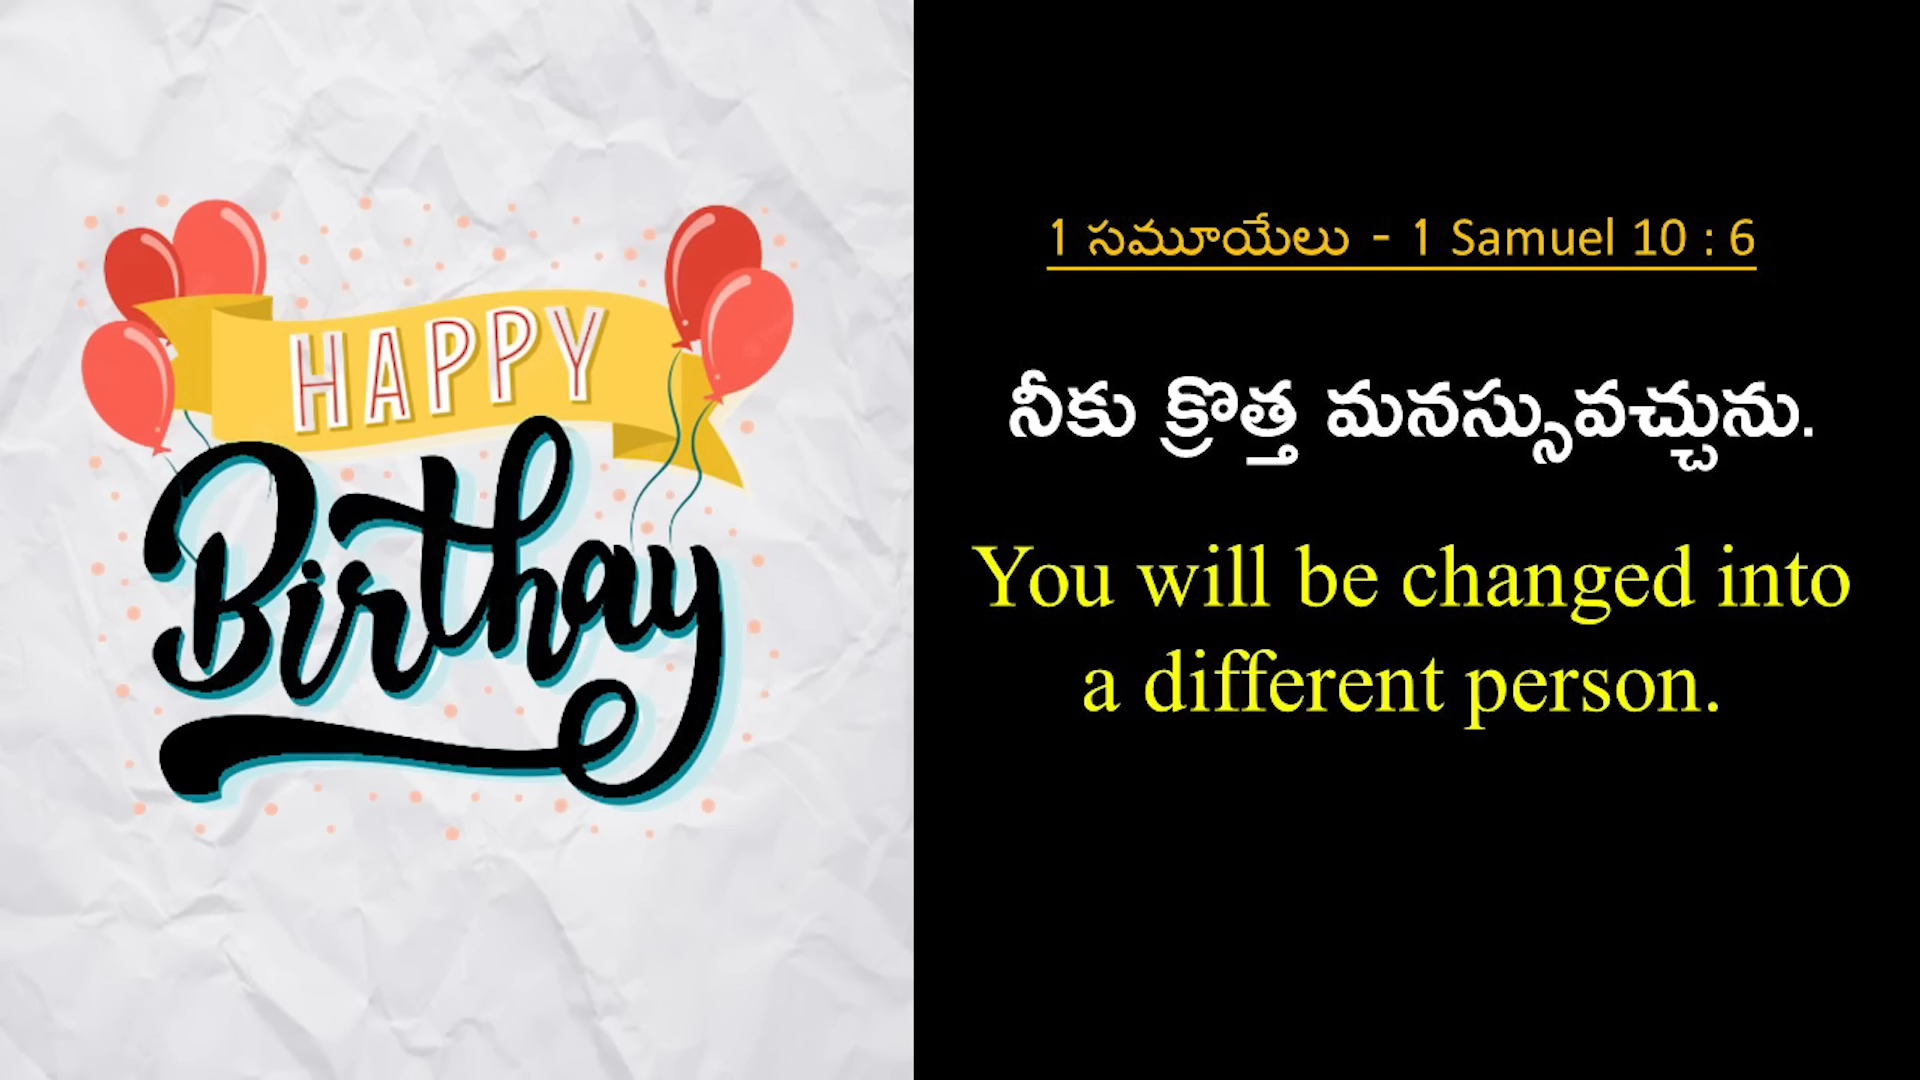 HAPPY
Birthay
1 సమూయేలు - 1 Samuel 10 : 6
నీకు క్రొత్త మనస్సువచ్చును.
You will be changed into
a different person.